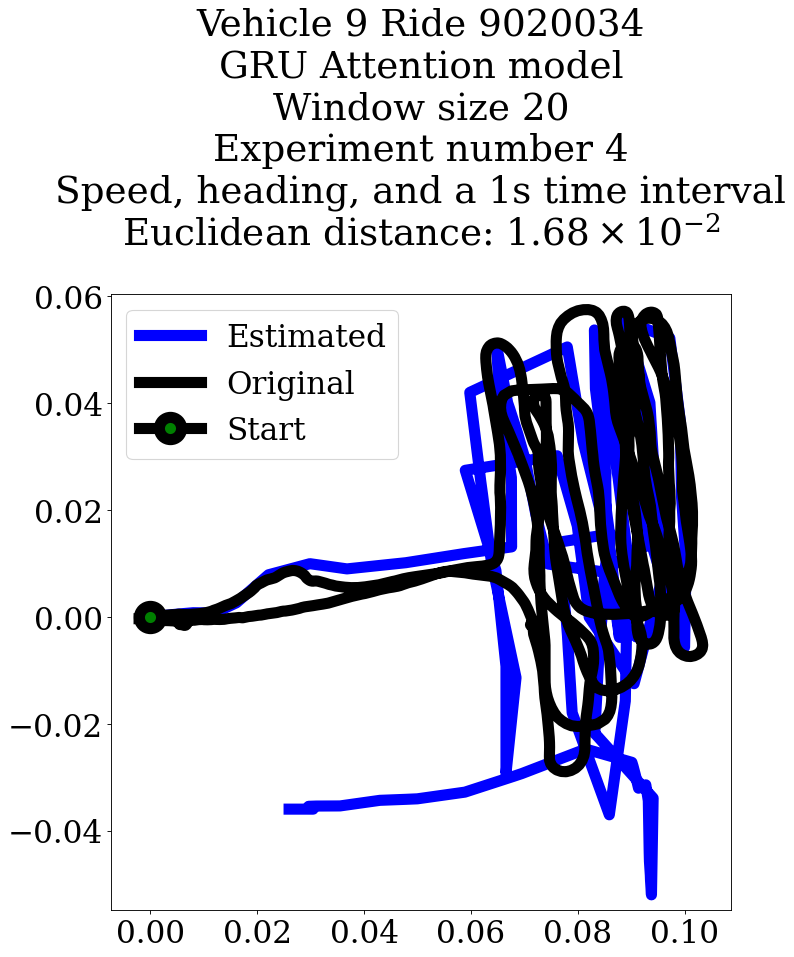 Vehicle 9 Ride 9020034
GRU Attention model
Window size 20
Experiment number 4
Speed, heading, and a 1s time interval
Euclidean distance: 1.68 × 10⁻²
0.06
Estimated
Original
Start
0.04
0.02
0.00
−0.02
−0.04
0.00 0.02 0.04 0.06 0.08 0.10